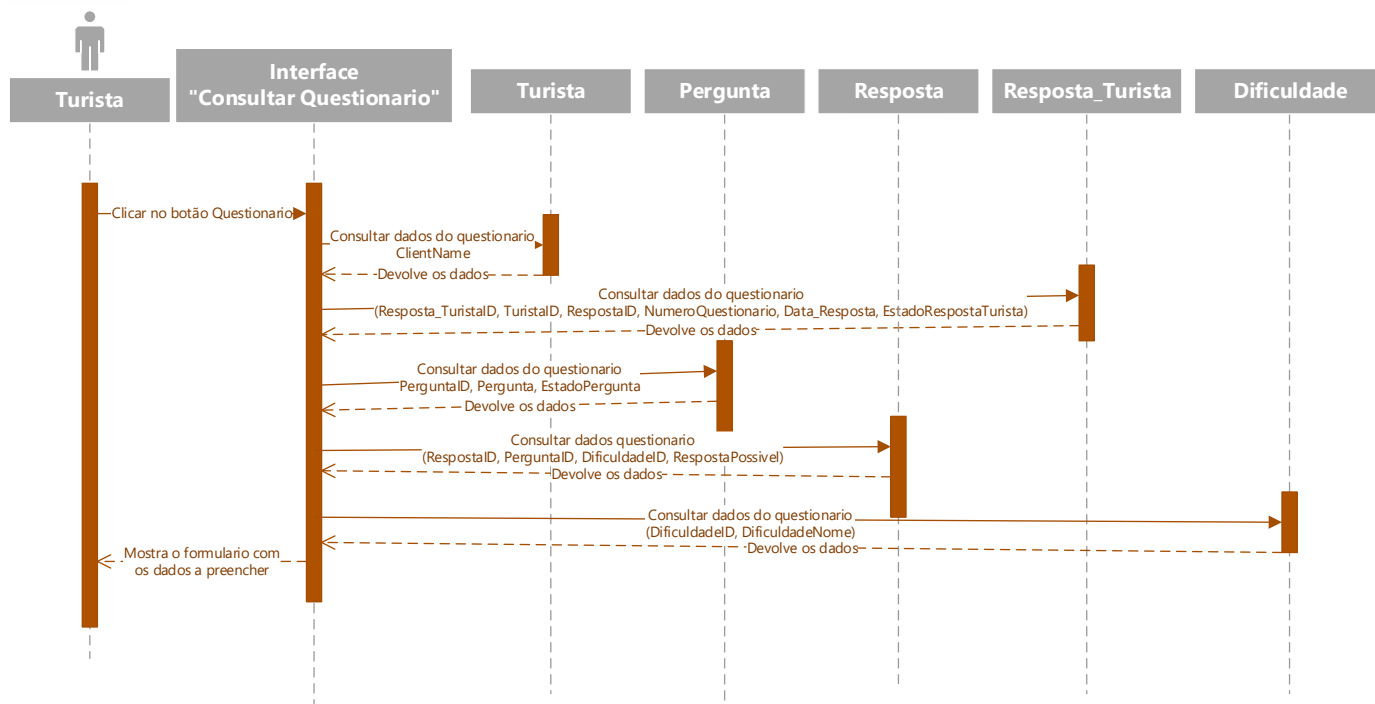 Turista
Interface
"Consultar Questionario"
Turista
Pergunta
Resposta
Resposta_Turista
Dificuldade
Clicar no botão Questionario
Consultar dados do questionario
ClientName
Devolve os dados
Consultar dados do questionario
(Resposta_TuristaID, TuristaID, RespostaID, NumeroQuestionario, Data_Resposta, EstadoRespostaTurista)
Devolve os dados
Consultar dados do questionario
PerguntaID, Pergunta, EstadoPergunta
Devolve os dados
Consultar dados questionario
(RespostaID, PerguntaID, DificuldadeID, RespostaPossivel)
Devolve os dados
Consultar dados do questionario
(DificuldadeID, DificuldadeNome)
Devolve os dados
Mostra o formulario com
os dados a preencher